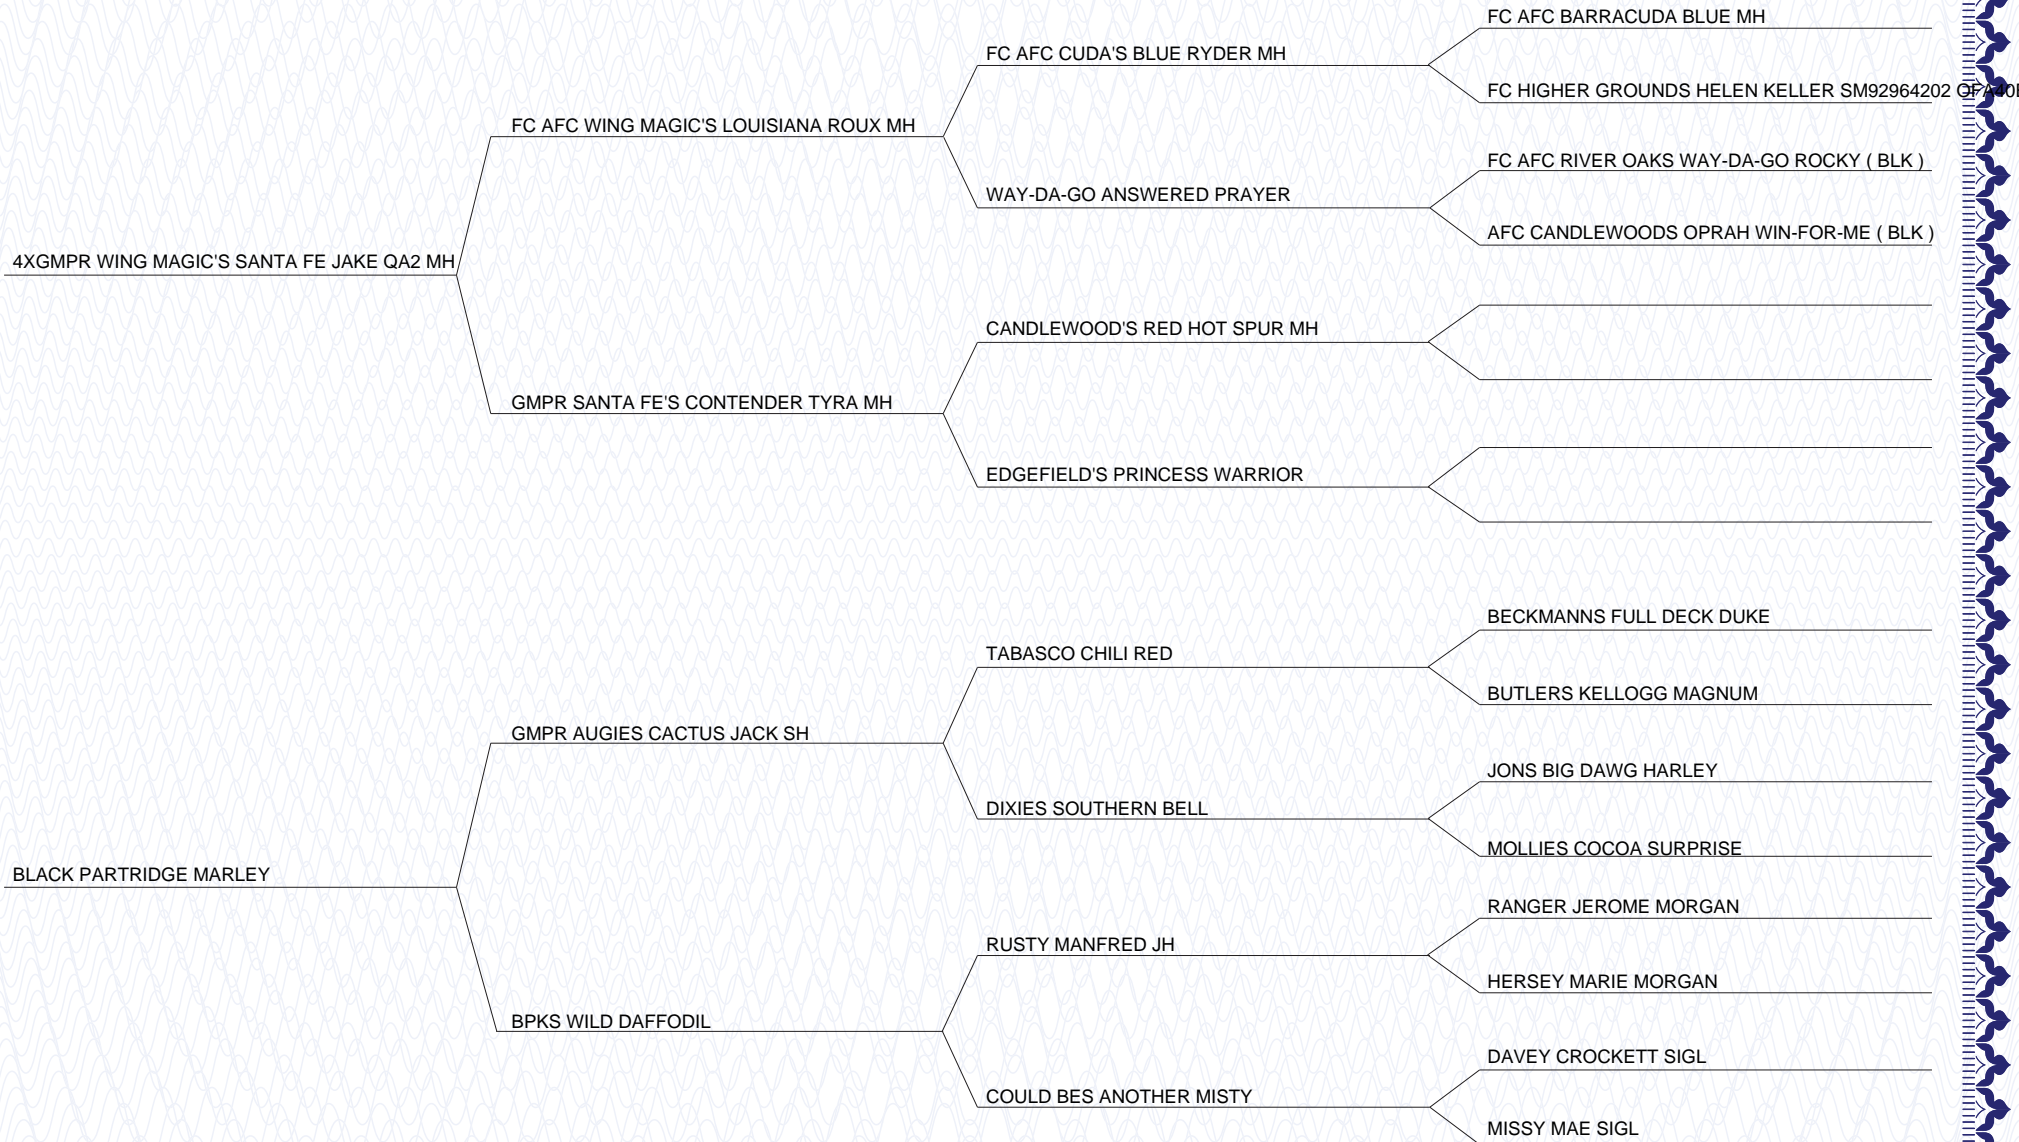 FC AFC BARRACUDA BLUE MH
FC AFC CUDA'S BLUE RYDER MH
FC HIGHER GROUNDS HELEN KELLER SM92964202 OFA40
FC AFC WING MAGIC'S LOUISIANA ROUX MH
FC AFC RIVER OAKS WAY-DA-GO ROCKY ( BLK )
WAY-DA-GO ANSWERED PRAYER
AFC CANDLEWOODS OPRAH WIN-FOR-ME ( BLK )
4XGMPR WING MAGIC'S SANTA FE JAKE QA2 MH
CANDLEWOOD'S RED HOT SPUR MH
GMPR SANTA FE'S CONTENDER TYRA MH
EDGEFIELD'S PRINCESS WARRIOR
BECKMANNS FULL DECK DUKE
TABASCO CHILI RED
BUTLERS KELLOGG MAGNUM
GMPR AUGIES CACTUS JACK SH
JONS BIG DAWG HARLEY
DIXIES SOUTHERN BELL
MOLLIES COCOA SURPRISE
BLACK PARTRIDGE MARLEY
RANGER JEROME MORGAN
RUSTY MANFRED JH
HERSEY MARIE MORGAN
BPKS WILD DAFFODIL
DAVEY CROCKETT SIGL
COULD BES ANOTHER MISTY
MISSY MAE SIGL